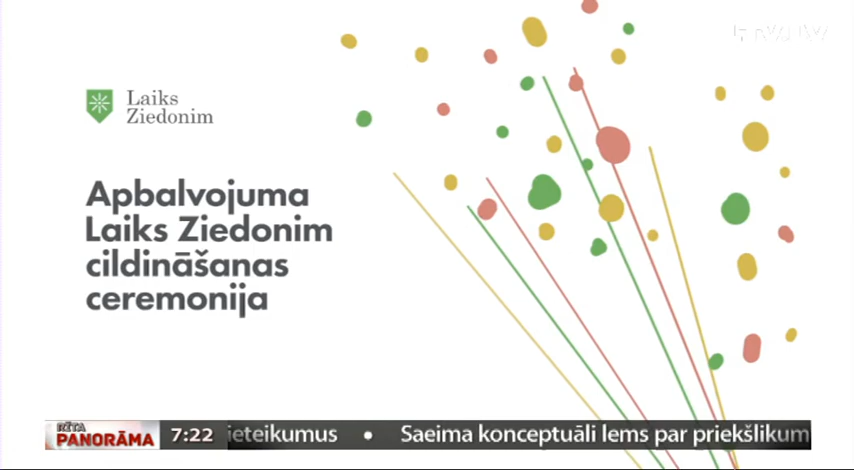 Laiks
Ziedonim
Apbalvojuma
Laiks Ziedonim
cildināšanas
ceremonija
RĪTA
PANORĀMA
7:22
ieteikumus • Saeima konceptuāli lems par priekšlikum